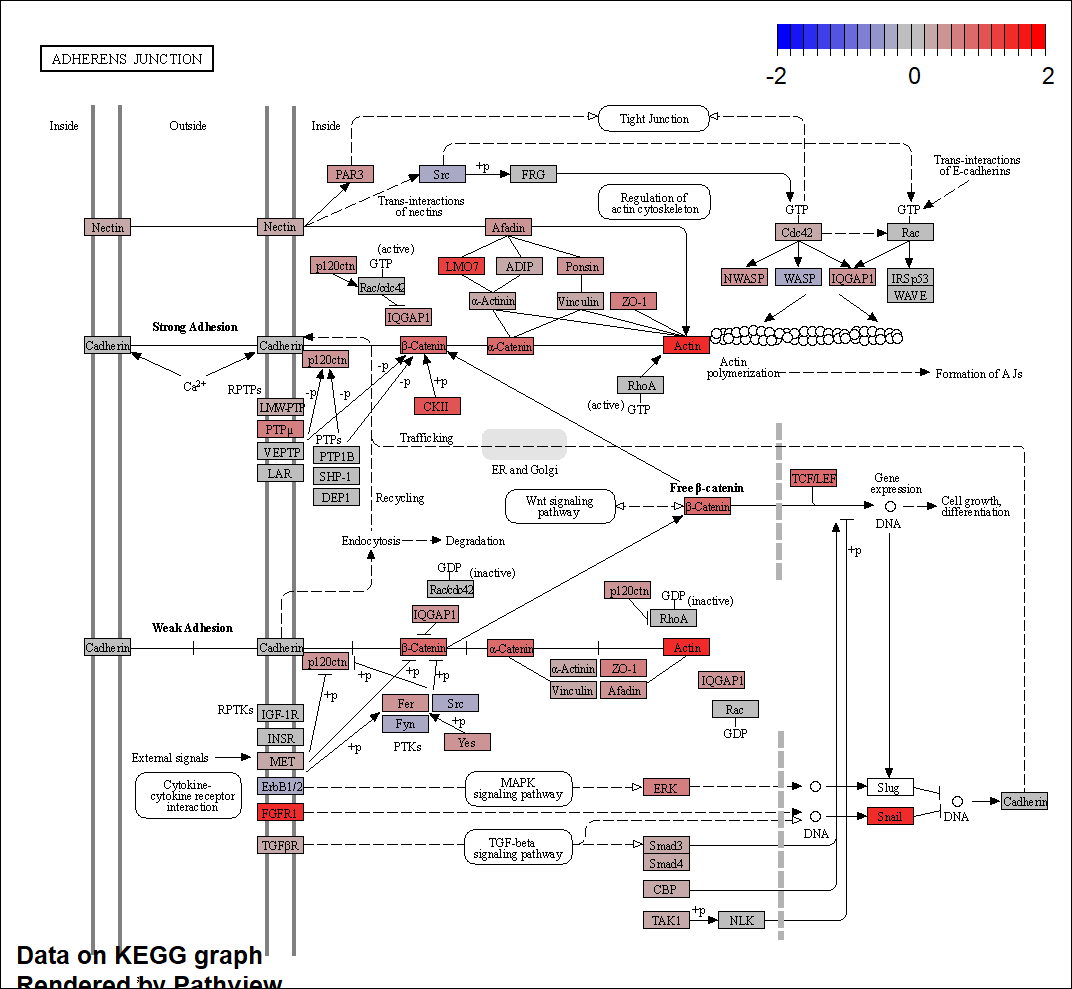 ADHERENS JUNCTION
-2
0
2
Inside
Outside
Inside
Tight Junction
PAR3
Src
+p
FRG
Trans-interactions
of E-cadherins
Trans-interactions
of nectins
Regulation of
actin cytoskeleton
GTP
GTP
Nectin
Nectin
Afadin
Cdc42
Rac
(active)
p120ctn
GTP
LMO7
ADIP
Ponsin
NWASP
WASP
IQGAP1
IRSp53
Rac/cdc42
WAVE
α-Actinin
Vinculin
ZO-1
IQGAP1
Strong Adhesion
Cadherin
Cadherin
β-Catenin
α-Catenin
Actin
p120ctn
Actin
polymerization
Formation of AJs
Ca2+
RPTPs
-p
-p
-p
-p
+p
RhoA
(active)
GTP
LMW-PTP
CKII
PTPμ
PTPs
Trafficking
VEPTP
PTP1B
ER and Golgi
LAR
SHP-1
DEP1
Recycling
TCF/LEF
Gene
expression
Free β-catenin
Wnt signaling
pathway
β-Catenin
DNA
Cell growth,
differentiation
Endocytosis
Degradation
+p
GDP
(inactive)
Rac/cdc42
p120ctn
GDP
(inactive)
IQGAP1
RhoA
Weak Adhesion
Cadherin
Cadherin
β-Catenin
α-Catenin
Actin
p120ctn
+p
+p
+p
α-Actinin
ZO-1
Vinculin
Afadin
IQGAP1
+p
Fer
Src
Rac
RPTKs
IGF-1R
Fyn
+p
GDP
INSR
+p
PTKs
Yes
External signals
MET
Cytokine-
cytokine receptor
interaction
ErbB1/2
MAPK
signaling pathway
ERK
Slug
FGFR1
Cadherin
DNA
Snail
DNA
TGFβR
TGF-beta
signaling pathway
Smad3
Smad4
CBP
TAK1
+p
NLK
Data on KEGG graph
Rendered by Pathview